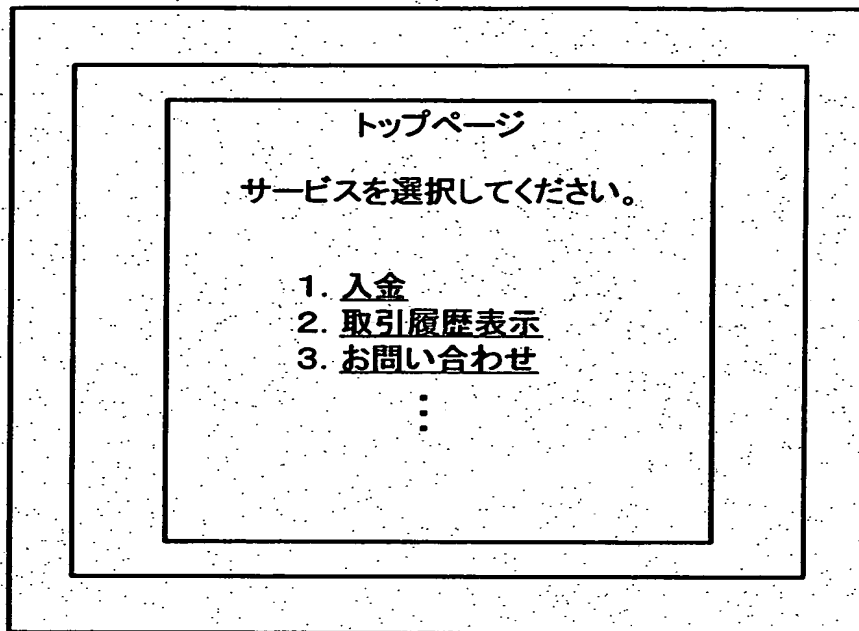 トップページ
サービスを選択してください。
1. 入金
2. 取引履歴表示
3. お問い合わせ
⋮